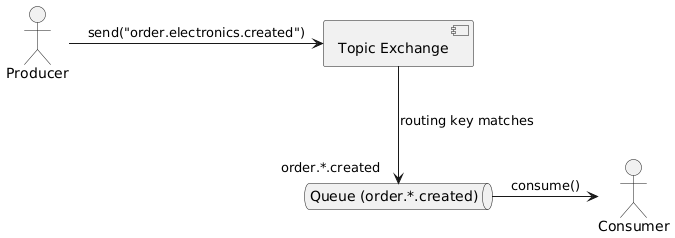 send("order.electronics.created")
Producer
Topic Exchange
routing key matches
order.*.created
Queue (order.*.created)
consume()
Consumer